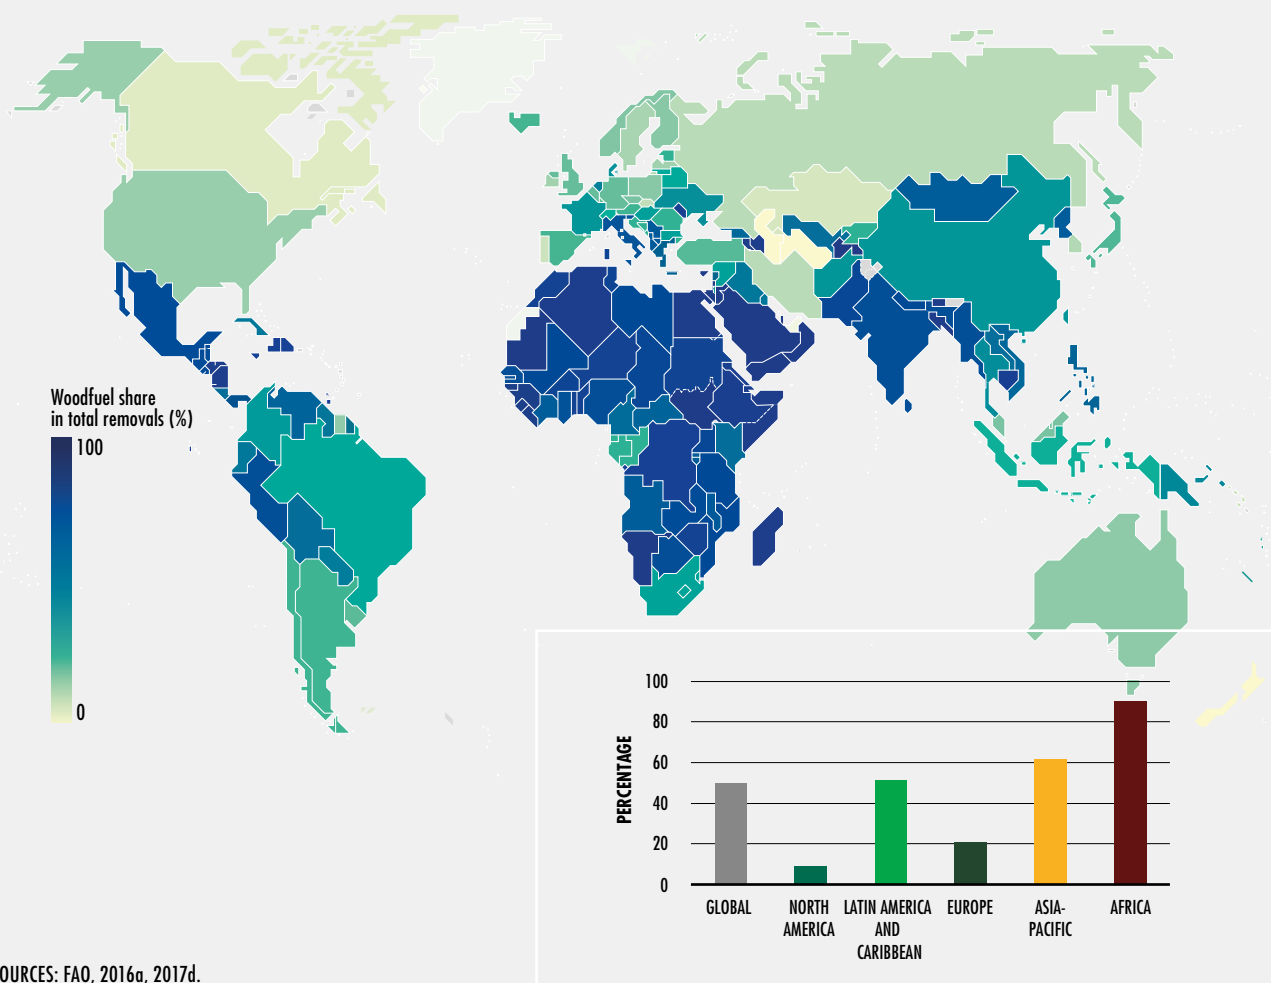 Woodfuel share
in total removals (%)
100
0
PERCENTAGE
100
80
60
40
20
0
GLOBAL
NORTH
AMERICA
LATIN AMERICA
AND
CARIBBEAN
EUROPE
ASIA-
PACIFIC
AFRICA
OURCES: FAO, 2016a, 2017d.